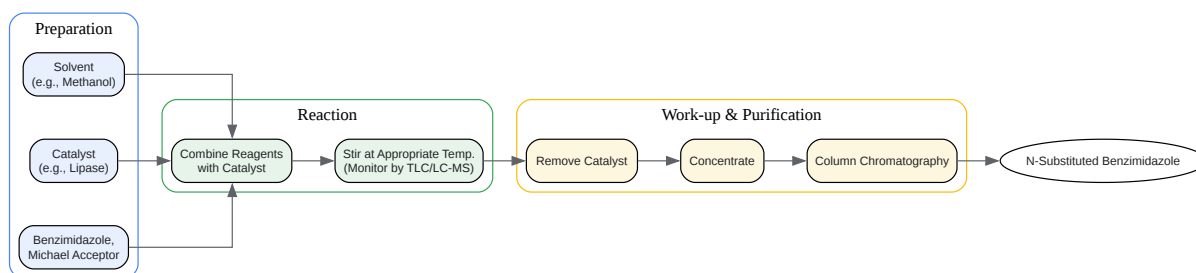 Preparation
Solvent
(e.g., Methanol)
Catalyst
(e.g., Lipase)
Benzimidazole,
Michael Acceptor
Reaction
Combine Reagents
with Catalyst
Stir at Appropriate Temp.
(Monitor by TLC/LC-MS)
Work-up & Purification
Remove Catalyst
Concentrate
Column Chromatography
N-Substituted Benzimidazole